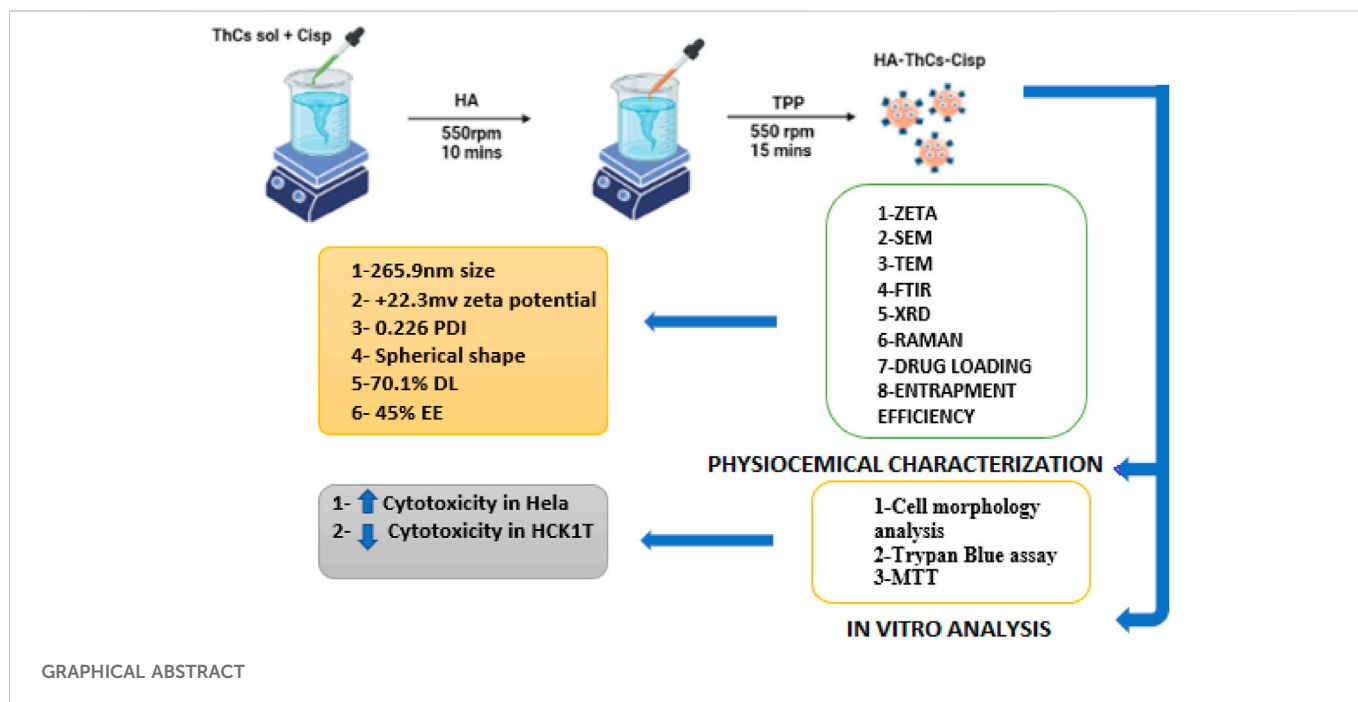 ThCs sol + Cisp
HA
550rpm
10 mins
TPP
550 rpm
15 mins
HA-ThCs-Cisp
1-ZETA
2-SEM
3-TEM
4-FTIR
5-XRD
6-RAMAN
7-DRUG LOADING
8-ENTRAPMENT
EFFICIENCY
1-265.9nm size
2- +22.3mv zeta potential
3- 0.226 PDI
4- Spherical shape
5-70.1% DL
6- 45% EE
PHYSIOCEMICAL CHARACTERIZATION
1-Cell morphology
analysis
2-Trypan Blue assay
3-MTT
1- Cytotoxicity in Hela
2- Cytotoxicity in HCK1T
IN VITRO ANALYSIS
GRAPHICAL ABSTRACT